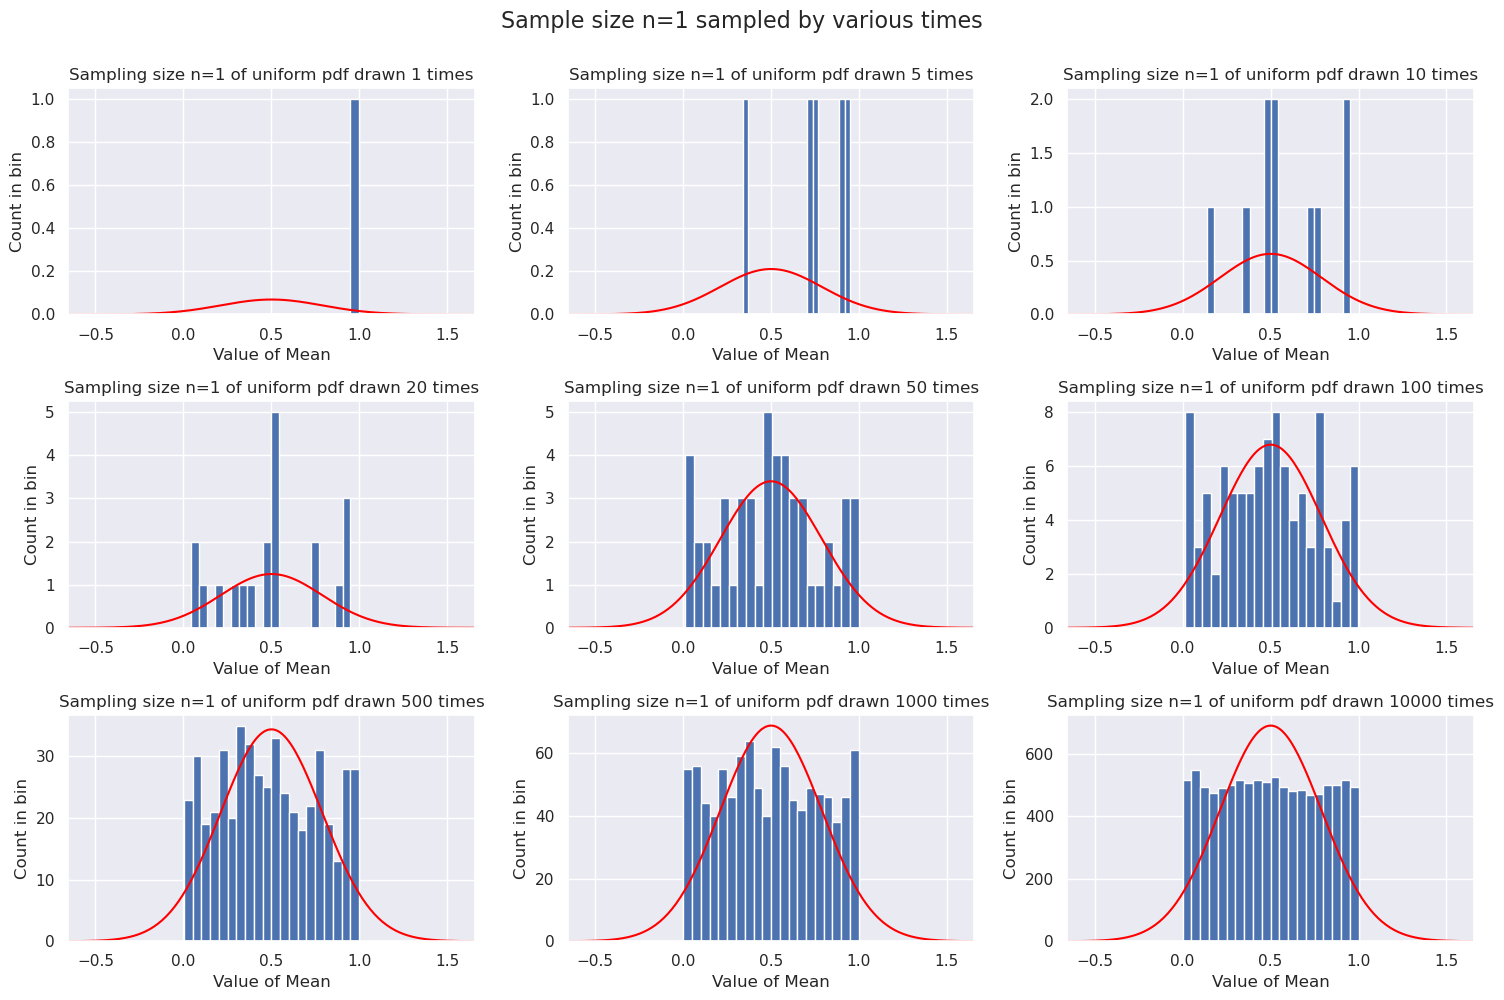 Sample size n=1 sampled by various times
Sampling size n=1 of uniform pdf drawn 1 times
Sampling size n=1 of uniform pdf drawn 5 times
Sampling size n=1 of uniform pdf drawn 10 times
1.0
0.8
0.6
0.4
0.2
0.0
Count in bin
−0.5 0.0 0.5 1.0 1.5
Value of Mean
1.0
0.8
0.6
0.4
0.2
0.0
Count in bin
−0.5 0.0 0.5 1.0 1.5
Value of Mean
2.0
1.5
1.0
0.5
0.0
Count in bin
−0.5 0.0 0.5 1.0 1.5
Value of Mean
Sampling size n=1 of uniform pdf drawn 20 times
Sampling size n=1 of uniform pdf drawn 50 times
Sampling size n=1 of uniform pdf drawn 100 times
5
4
3
2
1
0
Count in bin
−0.5 0.0 0.5 1.0 1.5
Value of Mean
5
4
3
2
1
0
Count in bin
−0.5 0.0 0.5 1.0 1.5
Value of Mean
8
6
4
2
0
Count in bin
−0.5 0.0 0.5 1.0 1.5
Value of Mean
Sampling size n=1 of uniform pdf drawn 500 times
Sampling size n=1 of uniform pdf drawn 1000 times
Sampling size n=1 of uniform pdf drawn 10000 times
30
20
10
0
Count in bin
−0.5 0.0 0.5 1.0 1.5
Value of Mean
60
40
20
0
Count in bin
−0.5 0.0 0.5 1.0 1.5
Value of Mean
600
400
200
0
Count in bin
−0.5 0.0 0.5 1.0 1.5
Value of Mean